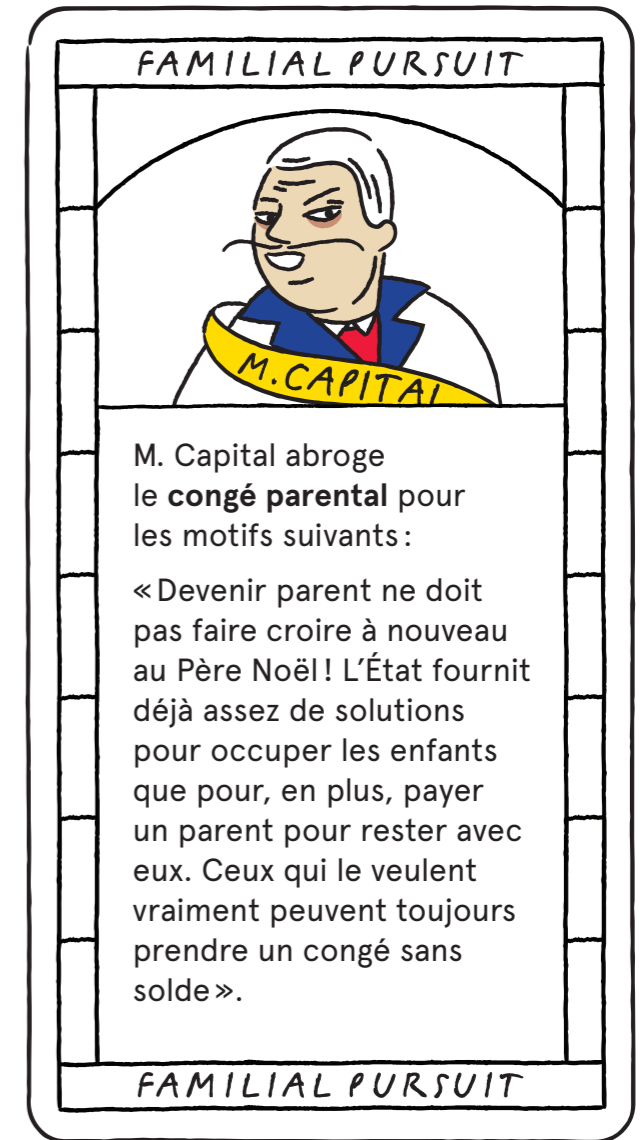 FAMILIAL PURSUIT
M. CAPITAL
M. Capital abroge
le congé parental pour
les motifs suivants :
« Devenir parent ne doit
pas faire croire à nouveau
au Père Noël ! L’État fournit
déjà assez de solutions
pour occuper les enfants
que pour, en plus, payer
un parent pour rester avec
eux. Ceux qui le veulent
vraiment peuvent toujours
prendre un congé sans
solde ».
FAMILIAL PURSUIT